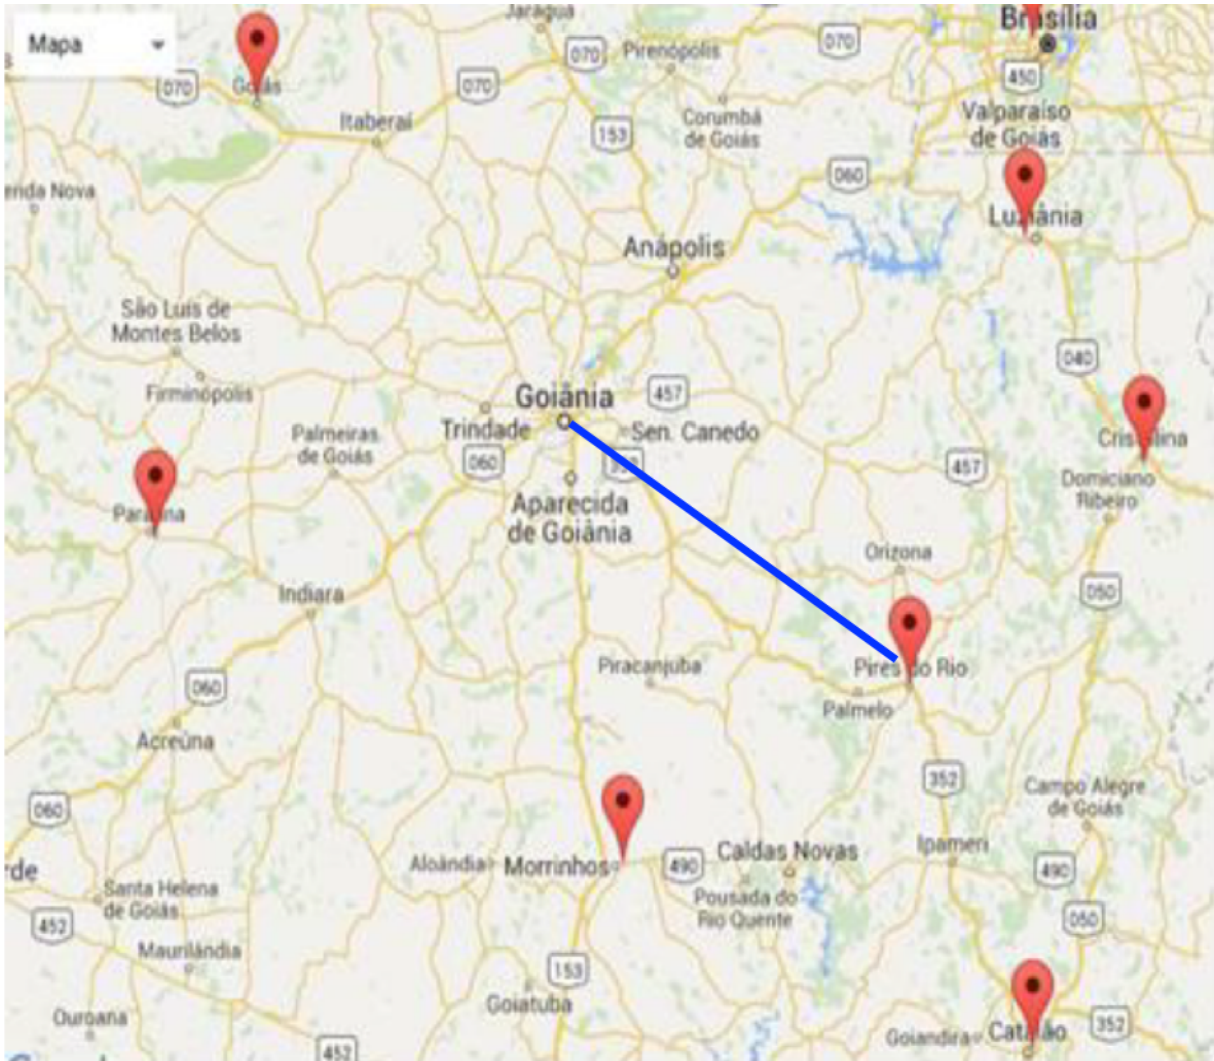 Jaraguá
Brasília
Mapa
070
Pirenópolis
070
070
Goiás
070
450
Corumbá
de Goiás
Valparaíso
de Goiás
Itaberaí
153
060
Luziânia
Anápolis
São Luis de
Montes Belos
040
Firminópolis
Goiânia
457
Trindade
Sen. Canedo
Palmeiras
de Goiás
060
457
Cristalina
Domiciano
Ribeiro
Aparecida
de Goiânia
Paraúna
Orizona
050
Indiara
Piracanjuba
Pires do Rio
060
Palmelo
Acreúna
352
Campo Alegre
de Goiás
060
Ipameri
Aloândia
Morrinhos
490
Caldas Novas
490
rde
Santa Helena
de Goiás
Pousada do
Rio Quente
452
050
Maurilândia
153
Goiatuba
Ouroana
Goiandira
Catalão
352
452